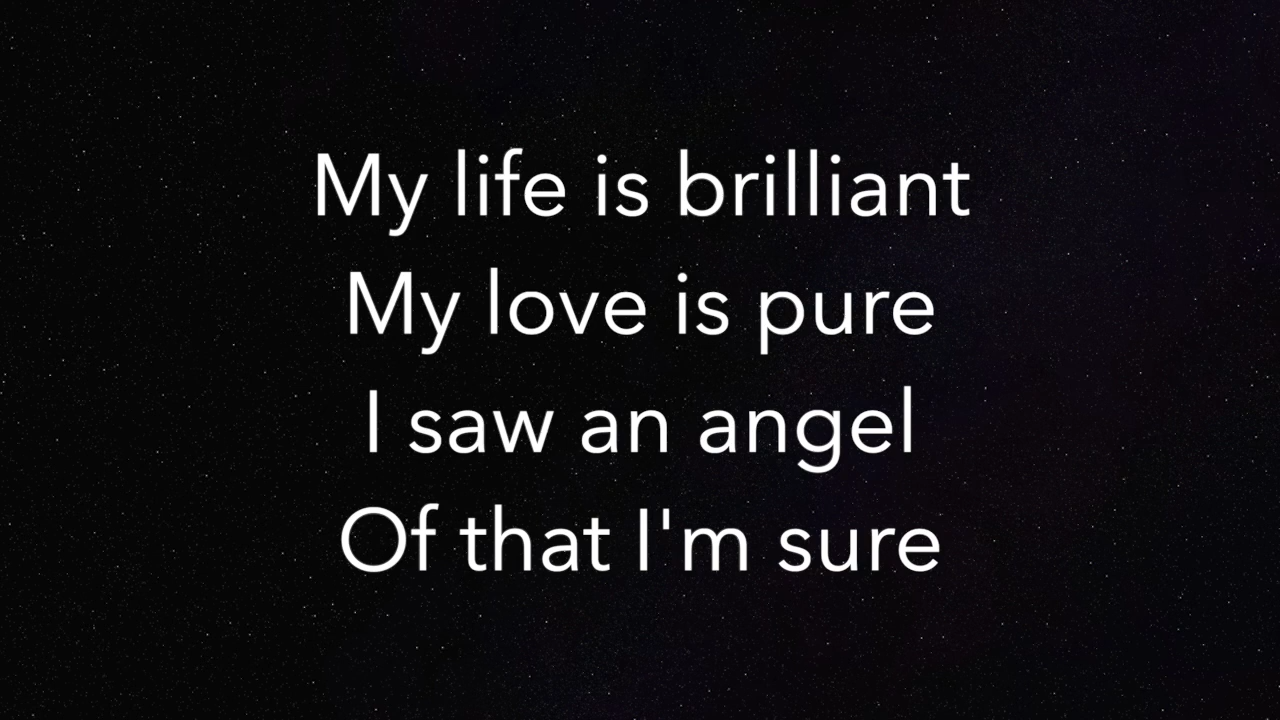 My life is brilliant
My love is pure
I saw an angel
Of that I'm sure